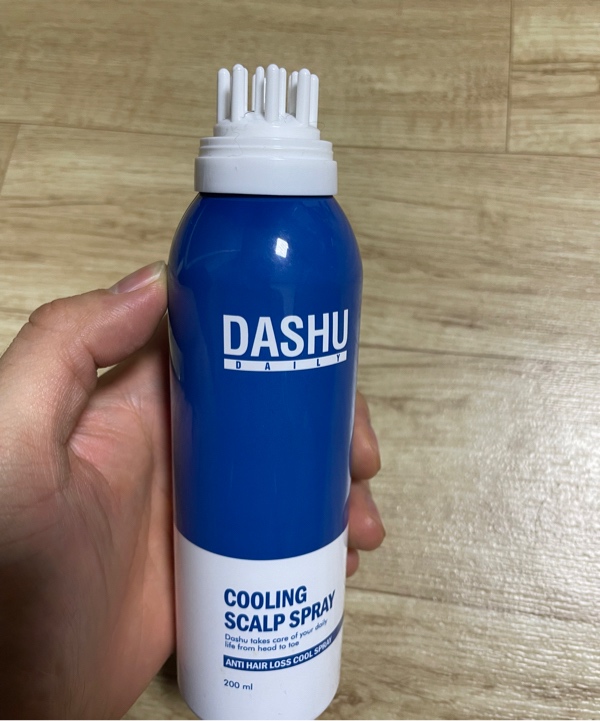 DASHU
DAILY
COOLING
SCALP SPRAY
Dashu takes care of your daily
life from head to toe
ANTI HAIR LOSS COOL SPRAY
200 ml